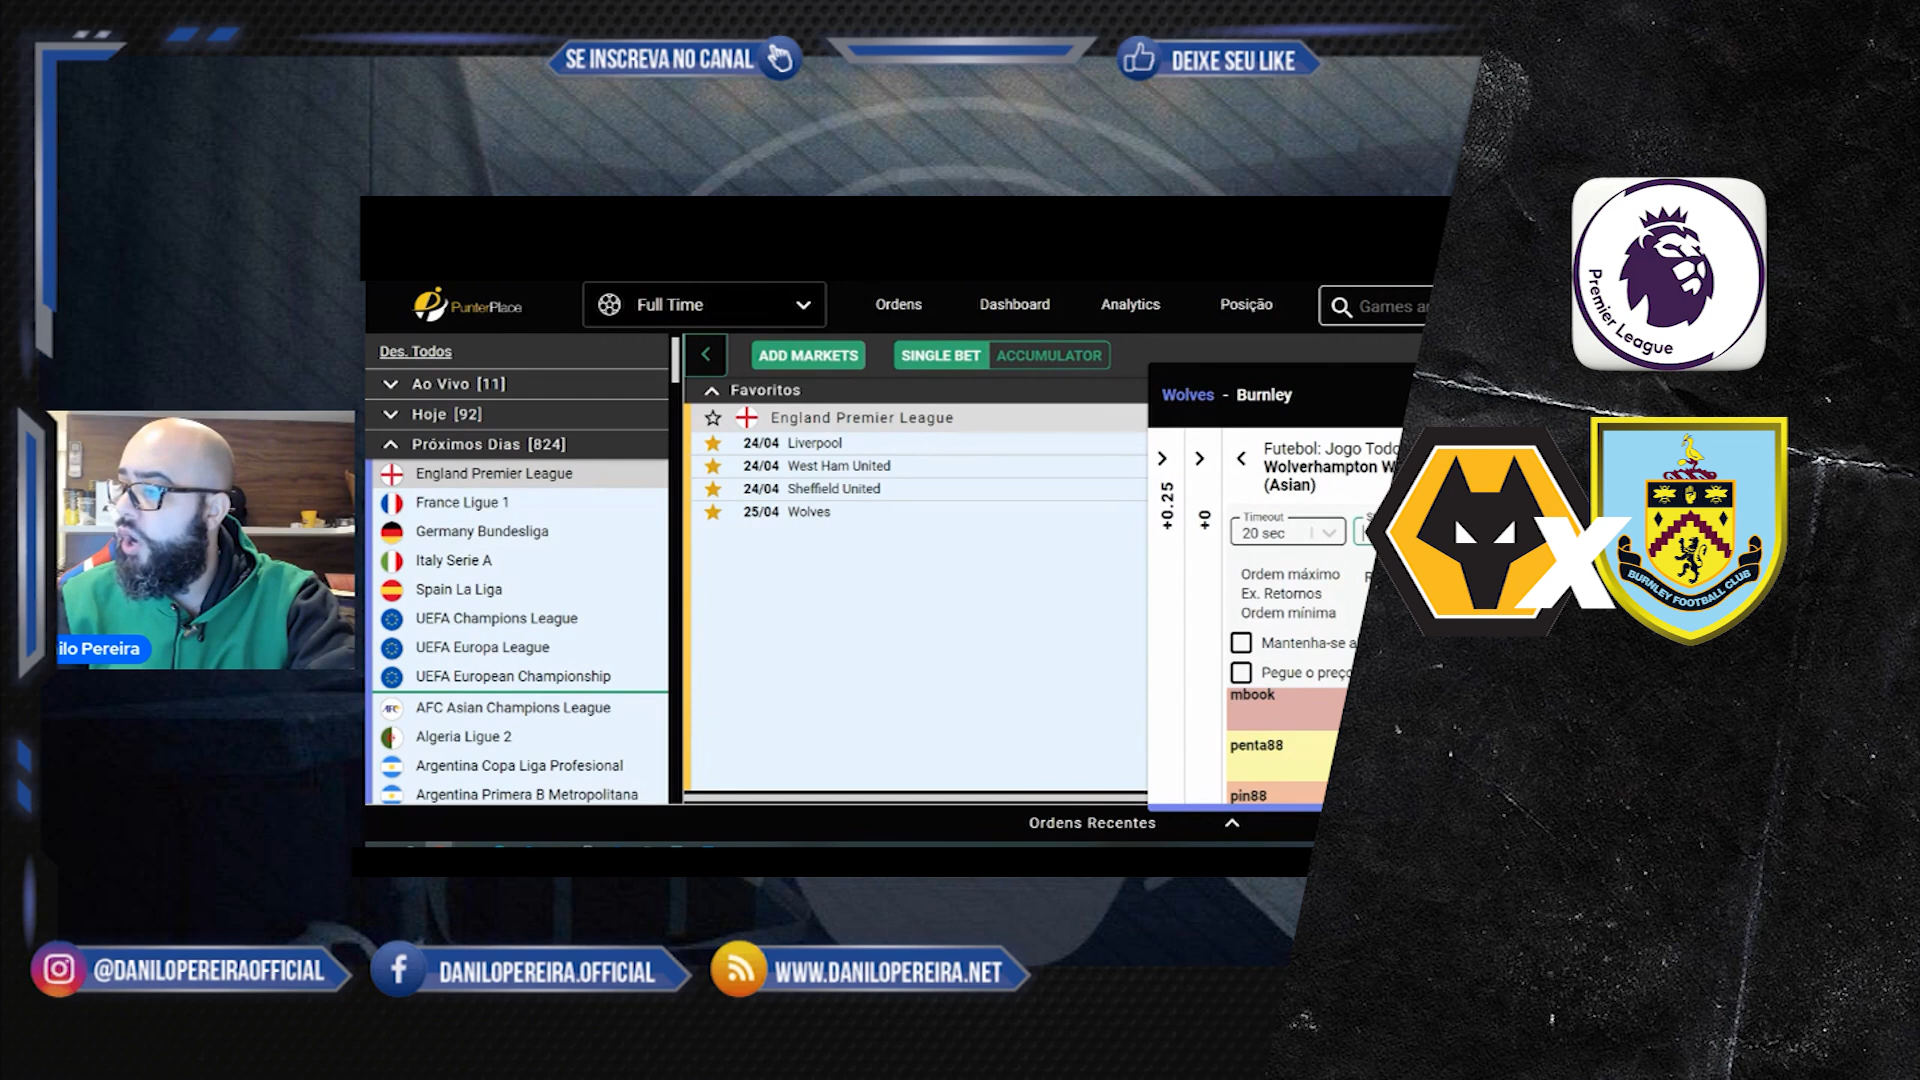 SE INSCREVA NO CANAL
DEIXE SEU LIKE
PunterPlace
Full Time
Ordens
Dashboard
Analytics
Posição
Games
Des. Todos
Ao Vivo [11]
Hoje [92]
Próximos Dias [824]
England Premier League
France Ligue 1
Germany Bundesliga
Italy Serie A
Spain La Liga
UEFA Champions League
UEFA Europa League
UEFA European Championship
AFC Asian Champions League
Algeria Ligue 2
Argentina Copa Liga Profesional
Argentina Primera B Metropolitana
ADD MARKETS
SINGLE BET
ACCUMULATOR
Favoritos
England Premier League
24/04 Liverpool
24/04 West Ham United
24/04 Sheffield United
25/04 Wolves
Wolves - Burnley
+0.25
+0
Futebol: Jogo Todo
Wolverhampton W
(Asian)
Timeout
20 sec
Ordem máximo
Ex. Retornos
Ordem mínima
Mantenha-se a
Pegue o preço
mbook
penta88
pin88
Ordens Recentes
ilo Pereira
Premier League
X
BURNLEY FOOTBALL CLUB
@DANILOPEREIRAOFFICIAL
DANILOPEREIRA.OFFICIAL
WWW.DANILOPEREIRA.NET